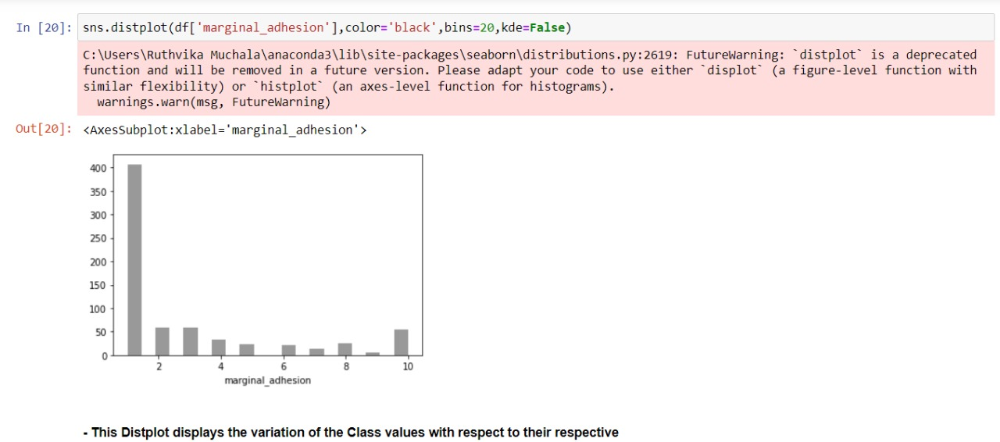 In [20]: sns.distplot(df['marginal_adhesion'],color='black',bins=20,kde=False)
C:\Users\Ruthvika Muchala\anaconda3\lib\site-packages\seaborn\distributions.py:2619: FutureWarning: `distplot` is a deprecated
function and will be removed in a future version. Please adapt your code to use either `displot` (a figure-level function with
similar flexibility) or `histplot` (an axes-level function for histograms).
  warnings.warn(msg, FutureWarning)
Out[20]: <AxesSubplot:xlabel='marginal_adhesion'>
400
350
300
250
200
150
100
50
0
2 4 6 8 10
marginal_adhesion
- This Distplot displays the variation of the Class values with respect to their respective